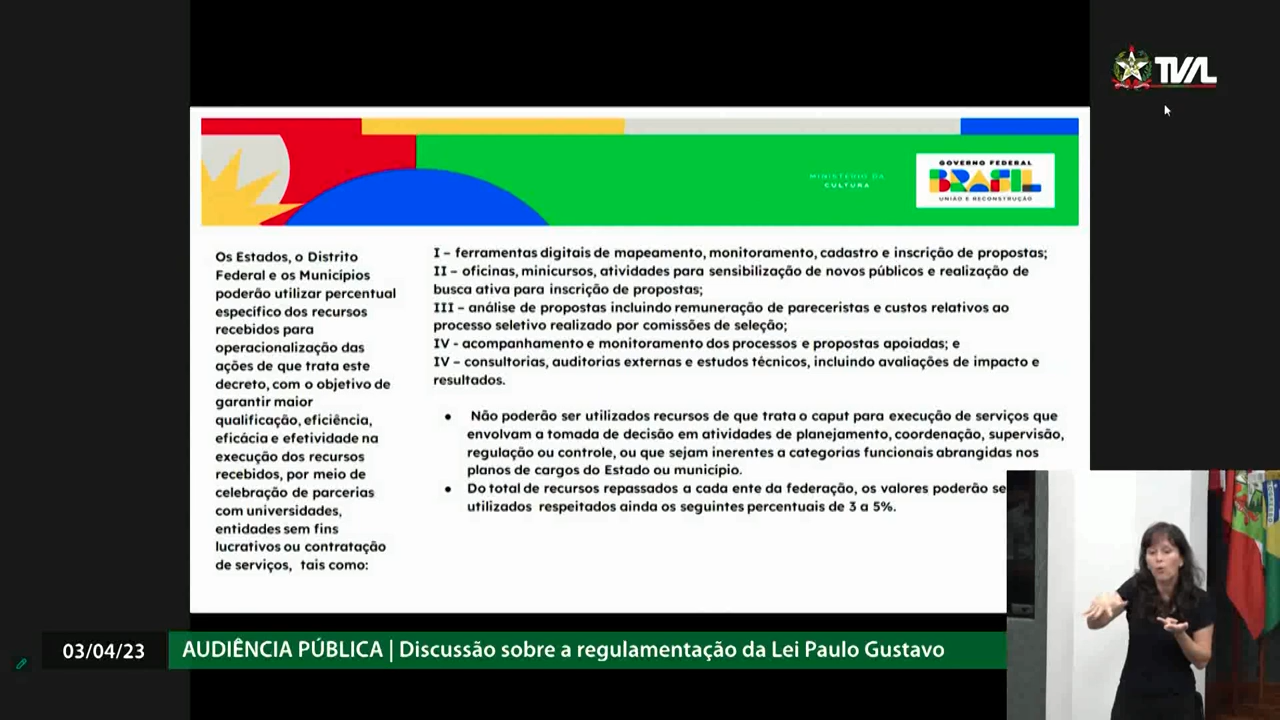 TVAL
MINISTÉRIO DA
CULTURA
GOVERNO FEDERAL
BRASIL
UNIÃO E RECONSTRUÇÃO
Os Estados, o Distrito
Federal e os Municípios
poderão utilizar percentual
específico dos recursos
recebidos para
operacionalização das
ações de que trata este
decreto, com o objetivo de
garantir maior
qualificação, eficiência,
eficácia e efetividade na
execução dos recursos
recebidos, por meio de
celebração de parcerias
com universidades,
entidades sem fins
lucrativos ou contratação
de serviços, tais como:
I – ferramentas digitais de mapeamento, monitoramento, cadastro e inscrição de propostas;
II – oficinas, minicursos, atividades para sensibilização de novos públicos e realização de
busca ativa para inscrição de propostas;
III – análise de propostas incluindo remuneração de pareceristas e custos relativos ao
processo seletivo realizado por comissões de seleção;
IV - acompanhamento e monitoramento dos processos e propostas apoiadas; e
IV – consultorias, auditorias externas e estudos técnicos, incluindo avaliações de impacto e
resultados.
● Não poderão ser utilizados recursos de que trata o caput para execução de serviços que
envolvam a tomada de decisão em atividades de planejamento, coordenação, supervisão,
regulação ou controle, ou que sejam inerentes a categorias funcionais abrangidas nos
planos de cargos do Estado ou município.
● Do total de recursos repassados a cada ente da federação, os valores poderão se
utilizados respeitados ainda os seguintes percentuais de 3 a 5%.
03/04/23
AUDIÊNCIA PÚBLICA | Discussão sobre a regulamentação da Lei Paulo Gustavo